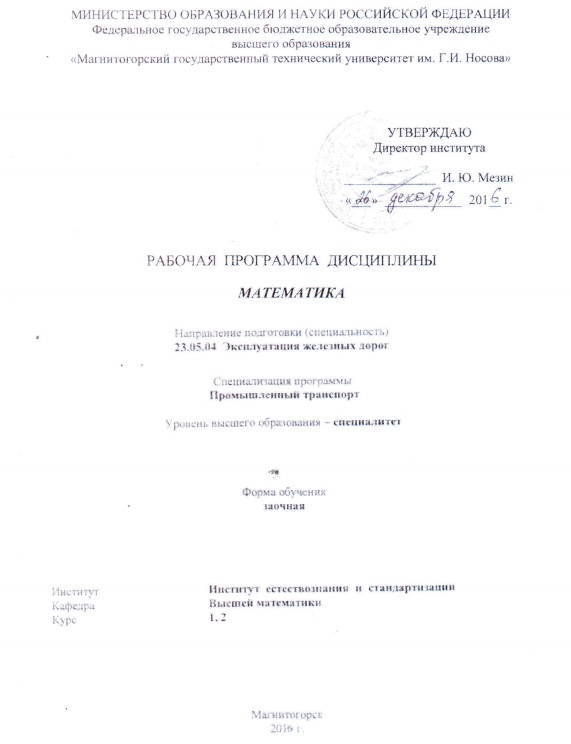 МИНИСТЕРСТВО ОБРАЗОВАНИЯ И НАУКИ РОССИЙСКОЙ ФЕДЕРАЦИИ
Федеральное государственное бюджетное образовательное учреждение
высшего образования
«Магнитогорский государственный технический университет им. Г.И. Носова»
УТВЕРЖДАЮ
Директор института
И. Ю. Мезин
« 26 » декабря 2016 г.
РАБОЧАЯ ПРОГРАММА ДИСЦИПЛИНЫ
МАТЕМАТИКА
Направление подготовки (специальность)
23.05.04 Эксплуатация железных дорог
Специализация программы
Промышленный транспорт
Уровень высшего образования – специалитет
Форма обучения
заочная
Институт Институт естествознания и стандартизации
Кафедра Высшей математики
Курс 1, 2
Магнитогорск
2016 г.